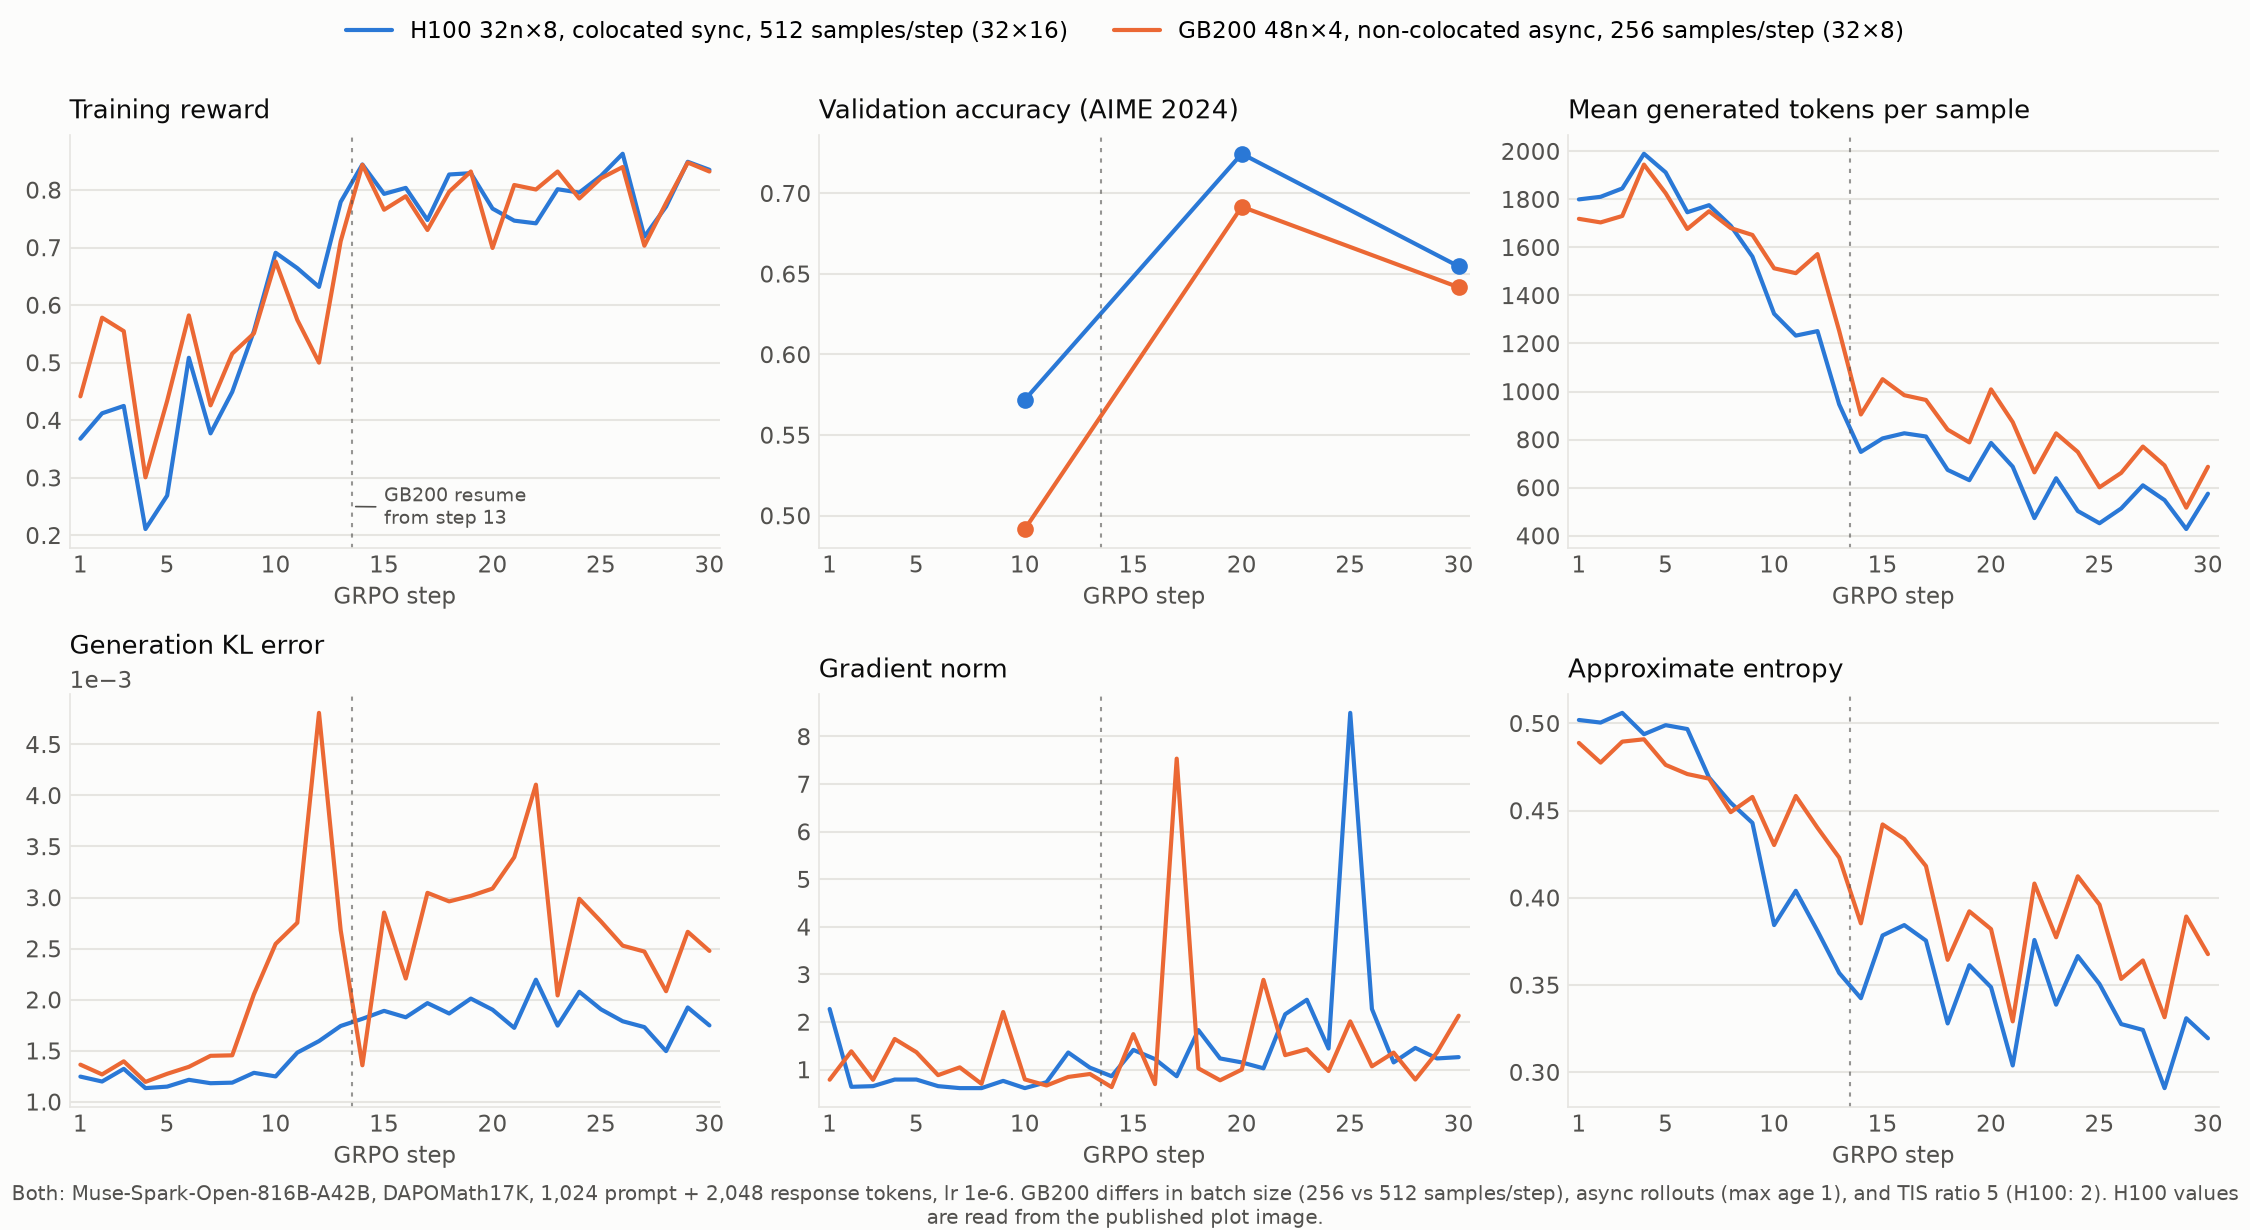 H100 32n×8, colocated sync, 512 samples/step (32×16)
GB200 48n×4, non-colocated async, 256 samples/step (32×8)
Training reward
0.8
0.7
0.6
0.5
0.4
0.3
0.2
GB200 resume
from step 13
1 5 10 15 20 25 30
GRPO step
Validation accuracy (AIME 2024)
0.70
0.65
0.60
0.55
0.50
1 5 10 15 20 25 30
GRPO step
Mean generated tokens per sample
2000
1800
1600
1400
1200
1000
800
600
400
1 5 10 15 20 25 30
GRPO step
Generation KL error
1e−3
4.5
4.0
3.5
3.0
2.5
2.0
1.5
1.0
1 5 10 15 20 25 30
GRPO step
Gradient norm
8
7
6
5
4
3
2
1
1 5 10 15 20 25 30
GRPO step
Approximate entropy
0.50
0.45
0.40
0.35
0.30
1 5 10 15 20 25 30
GRPO step
Both: Muse-Spark-Open-816B-A42B, DAPOMath17K, 1,024 prompt + 2,048 response tokens, lr 1e-6. GB200 differs in batch size (256 vs 512 samples/step), async rollouts (max age 1), and TIS ratio 5 (H100: 2). H100 values
are read from the published plot image.